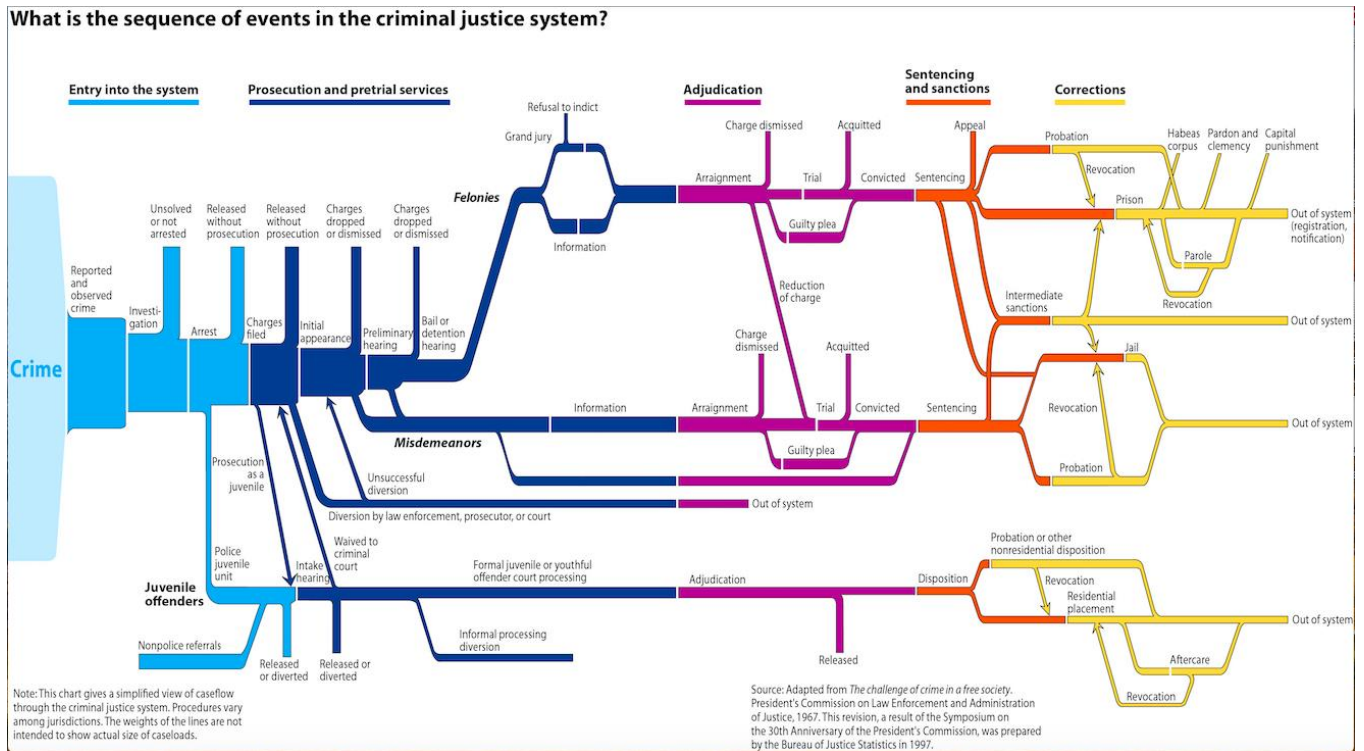 What is the sequence of events in the criminal justice system?
Entry into the system
Prosecution and pretrial services
Adjudication
Sentencing
and sanctions
Corrections
Crime
Reported
and
observed
crime
Investi-
gation
Unsolved
or not
arrested
Arrest
Released
without
prosecution
Charges
filed
Released
without
prosecution
Initial
appearance
Charges
dropped or
dismissed
Preliminary
hearing
Charges
dropped
or dismissed
Bail or
detention
hearing
Felonies
Refusal to indict
Grand jury
Information
Arraignment
Charge dismissed
Trial
Acquitted
Convicted
Guilty plea
Reduction
of charge
Sentencing
Appeal
Probation
Revocation
Prison
Habeas
corpus
Pardon and
clemency
Capital
punishment
Out of system
(registration,
notification)
Parole
Revocation
Intermediate
sanctions
Out of system
Misdemeanors
Information
Arraignment
Charge
dismissed
Trial
Acquitted
Convicted
Guilty plea
Sentencing
Jail
Revocation
Probation
Out of system
Unsuccessful
diversion
Diversion by law enforcement, prosecutor, or court
Out of system
Prosecution
as a
juvenile
Waived to
criminal
court
Police
juvenile
unit
Juvenile
offenders
Intake
hearing
Formal juvenile or youthful
offender court processing
Adjudication
Disposition
Probation or other
nonresidential disposition
Revocation
Residential
placement
Out of system
Nonpolice referrals
Released
or diverted
Released or
diverted
Informal processing
diversion
Released
Aftercare
Revocation
Note: This chart gives a simplified view of caseflow
through the criminal justice system. Procedures vary
among jurisdictions. The weights of the lines are not
intended to show actual size of caseloads.
Source: Adapted from The challenge of crime in a free society.
President's Commission on Law Enforcement and Administration
of Justice, 1967. This revision, a result of the Symposium on
the 30th Anniversary of the President's Commission, was prepared
by the Bureau of Justice Statistics in 1997.